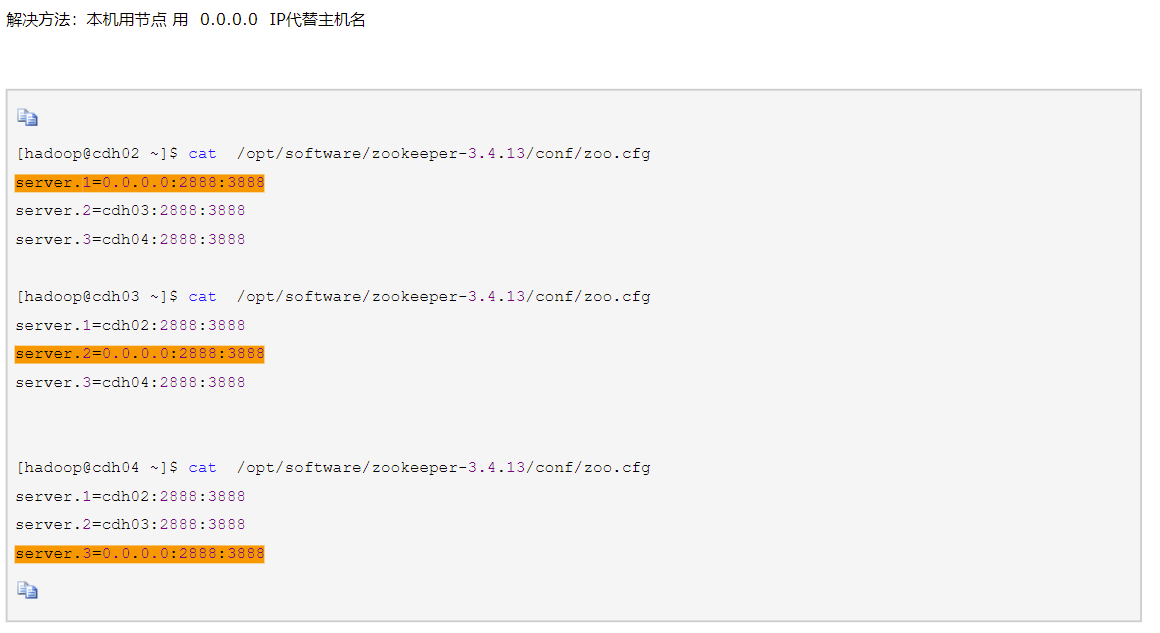 解决方法：本机用节点 用 0.0.0.0 IP代替主机名
[hadoop@cdh02 ~]$ cat /opt/software/zookeeper-3.4.13/conf/zoo.cfg
server.1=0.0.0.0:2888:3888
server.2=cdh03:2888:3888
server.3=cdh04:2888:3888
[hadoop@cdh03 ~]$ cat /opt/software/zookeeper-3.4.13/conf/zoo.cfg
server.1=cdh02:2888:3888
server.2=0.0.0.0:2888:3888
server.3=cdh04:2888:3888
[hadoop@cdh04 ~]$ cat /opt/software/zookeeper-3.4.13/conf/zoo.cfg
server.1=cdh02:2888:3888
server.2=cdh03:2888:3888
server.3=0.0.0.0:2888:3888